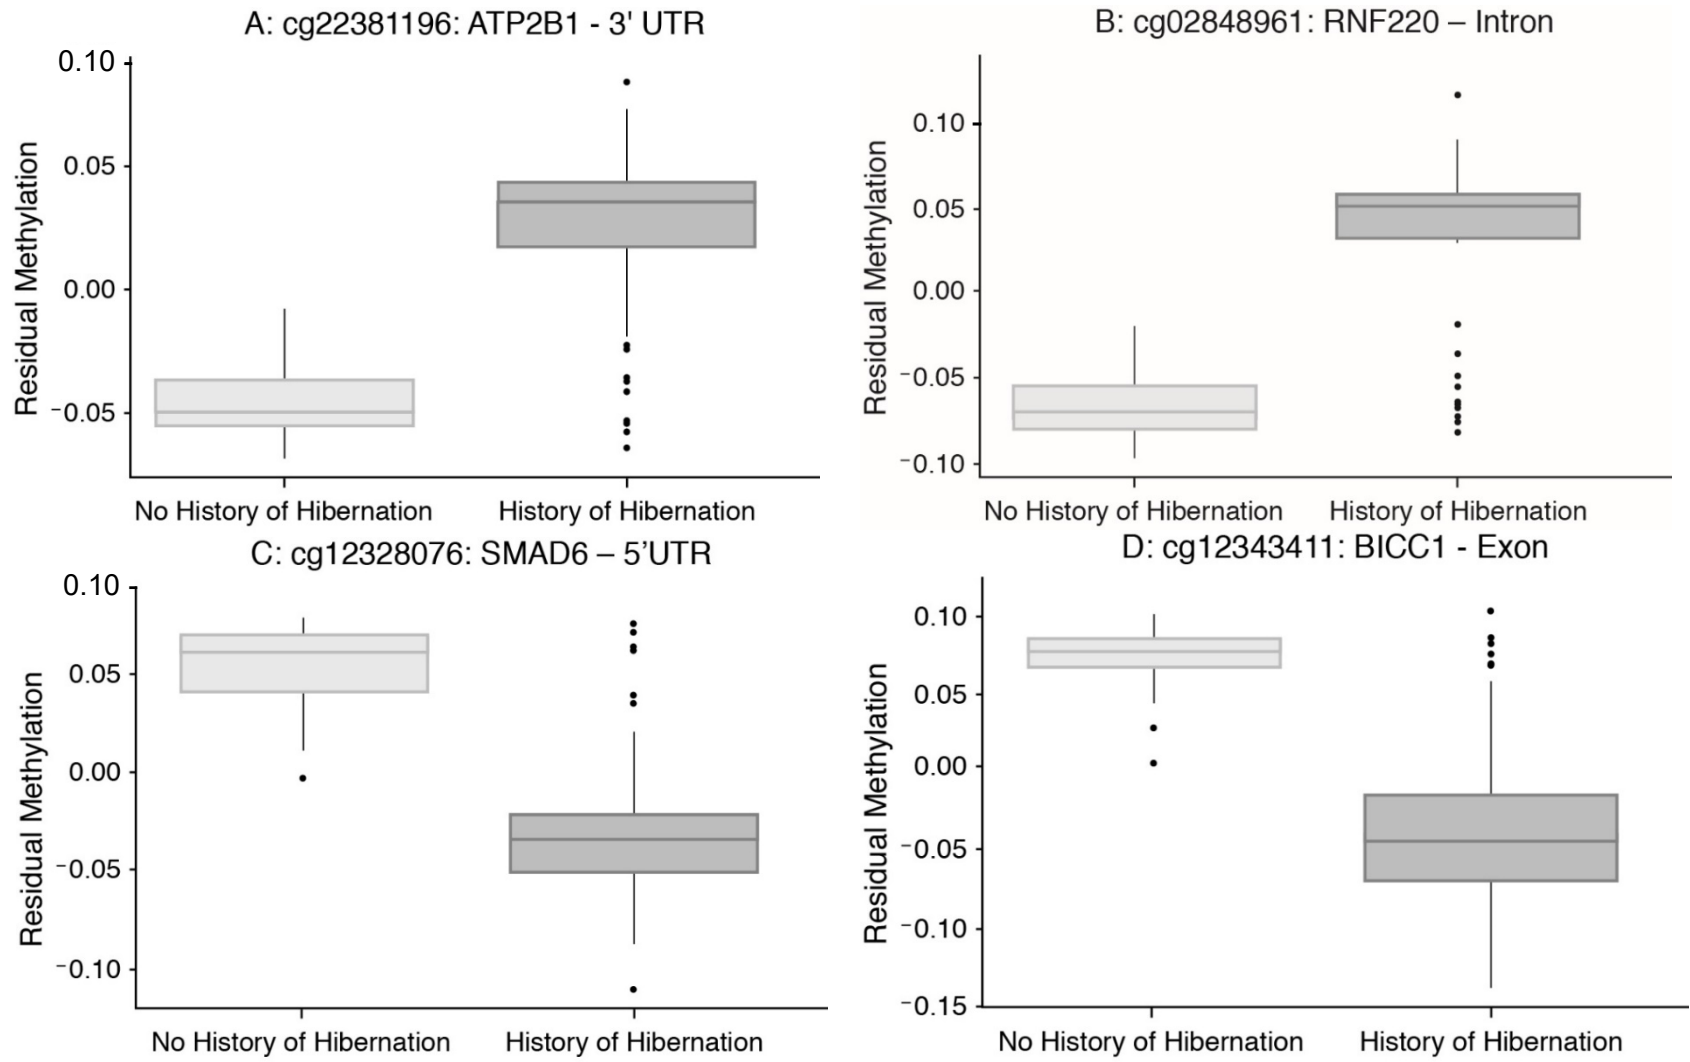 A: cg22381196: ATP2B1 - 3' UTR
0.10
0.05
0.00
−0.05
Residual Methylation
No History of Hibernation
History of Hibernation
B: cg02848961: RNF220 – Intron
0.10
0.05
0.00
−0.05
−0.10
Residual Methylation
No History of Hibernation
History of Hibernation
C: cg12328076: SMAD6 – 5’UTR
0.10
0.05
0.00
−0.05
−0.10
Residual Methylation
No History of Hibernation
History of Hibernation
D: cg12343411: BICC1 - Exon
0.10
0.05
0.00
−0.05
−0.10
−0.15
Residual Methylation
No History of Hibernation
History of Hibernation